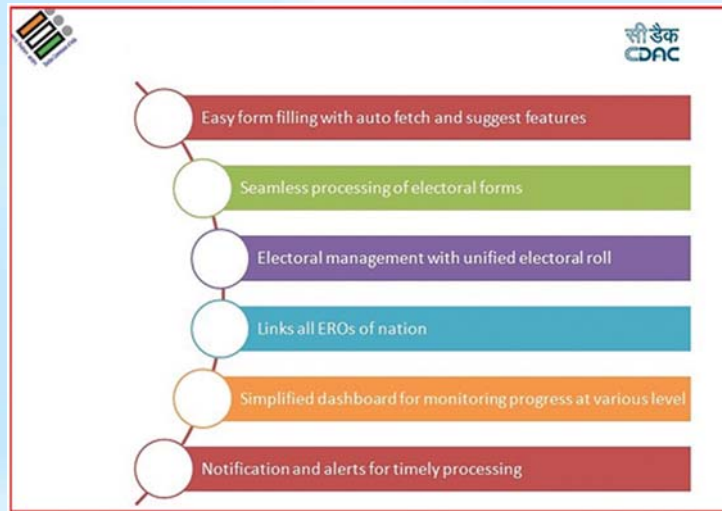 सी डैक
CDAC
Easy form filling with auto fetch and suggest features
Seamless processing of electoral forms
Electoral management with unified electoral roll
Links all EROs of nation
Simplified dashboard for monitoring progress at various level
Notification and alerts for timely processing